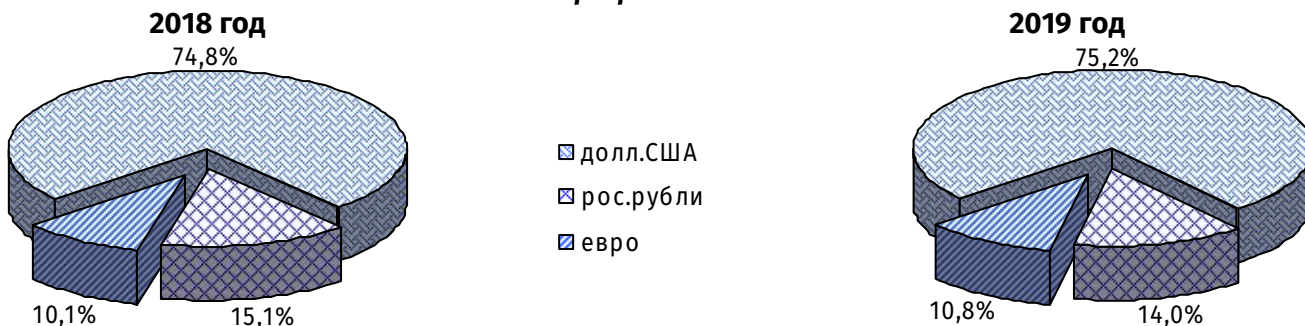 2018 год
74,8%
10,1%
15,1%
долл.США
рос.рубли
евро
2019 год
75,2%
10,8%
14,0%